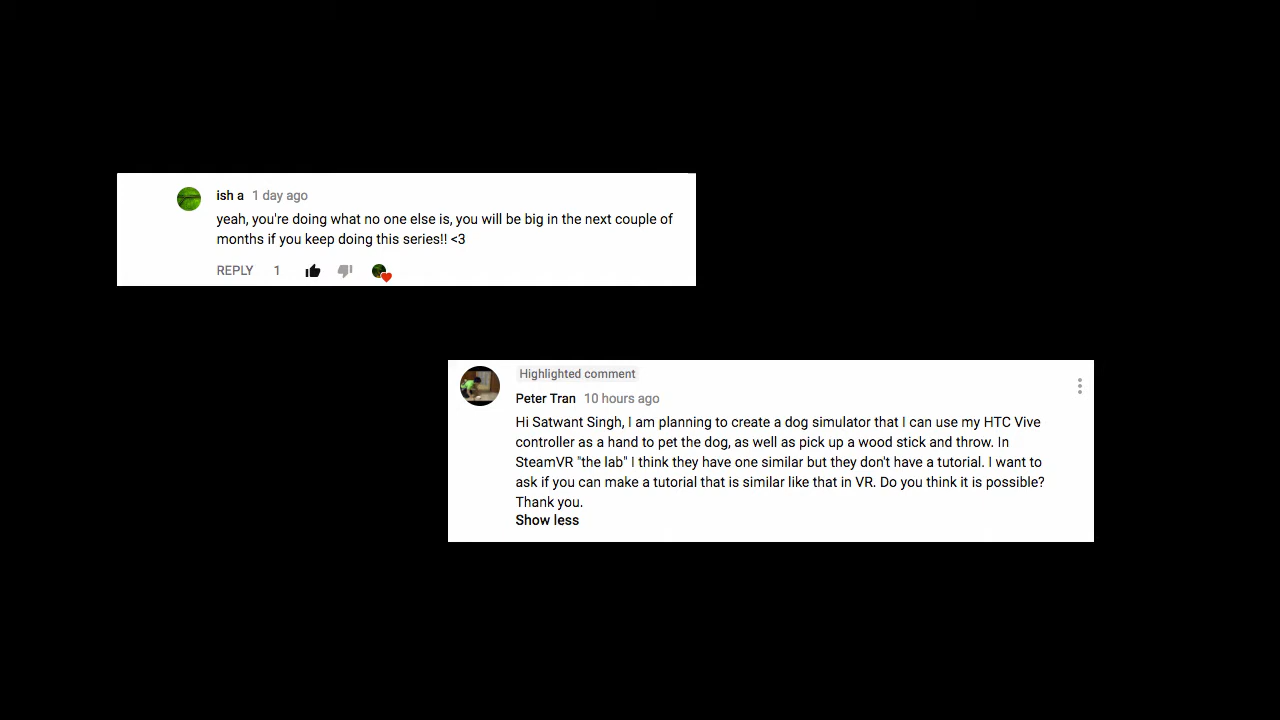 ish a 1 day ago
yeah, you're doing what no one else is, you will be big in the next couple of
months if you keep doing this series!! <3
REPLY 1
Highlighted comment
Peter Tran 10 hours ago
Hi Satwant Singh, I am planning to create a dog simulator that I can use my HTC Vive
controller as a hand to pet the dog, as well as pick up a wood stick and throw. In
SteamVR "the lab" I think they have one similar but they don't have a tutorial. I want to
ask if you can make a tutorial that is similar like that in VR. Do you think it is possible?
Thank you.
Show less